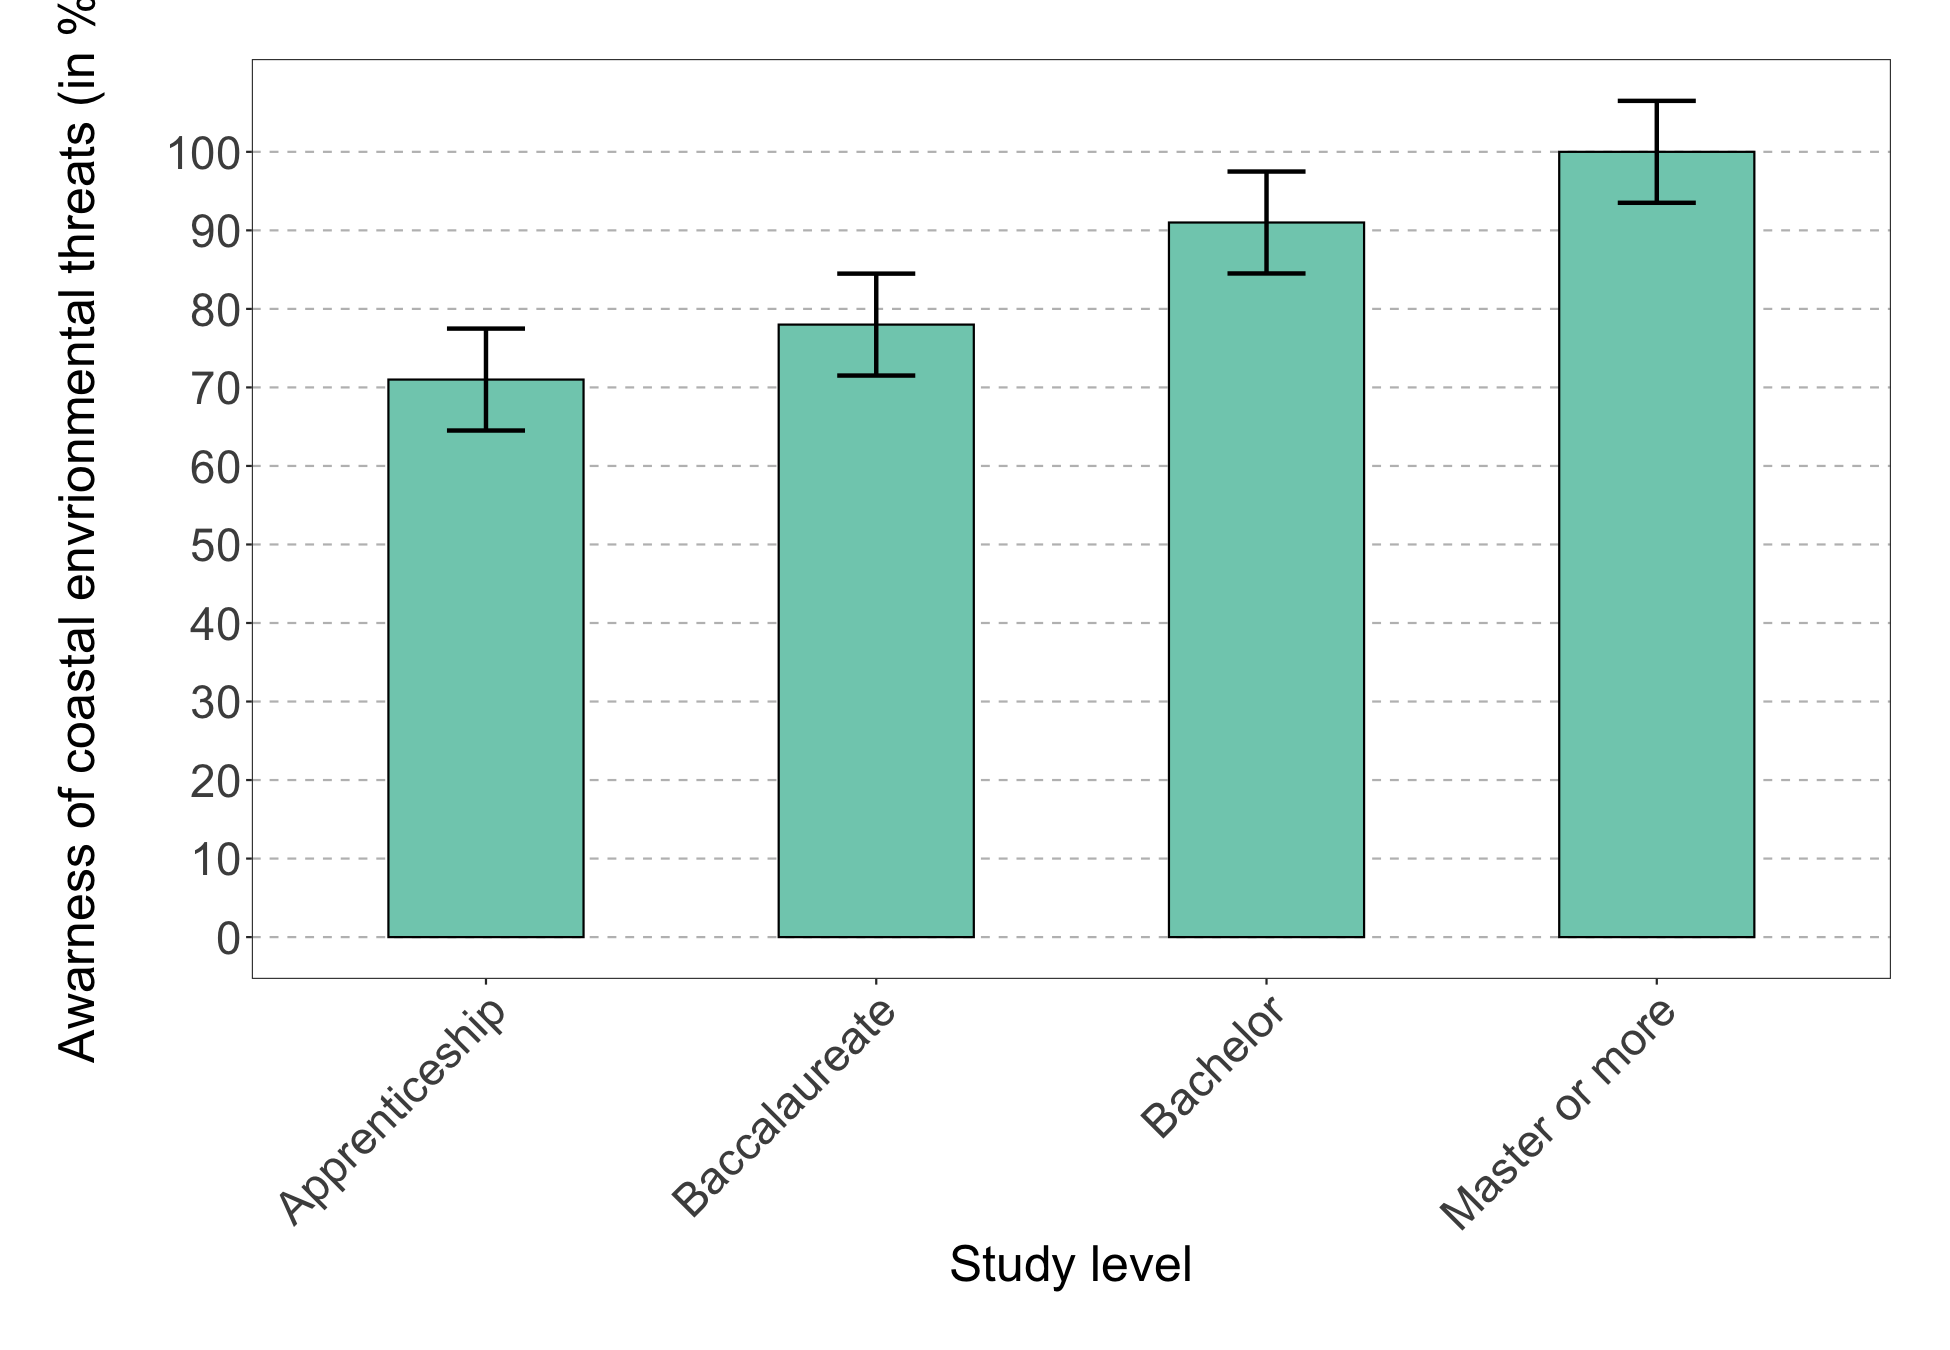 Awarness of coastal envrionmental threats (in %
100
90
80
70
60
50
40
30
20
10
0
Apprenticeship
Baccalaureate
Bachelor
Master or more
Study level